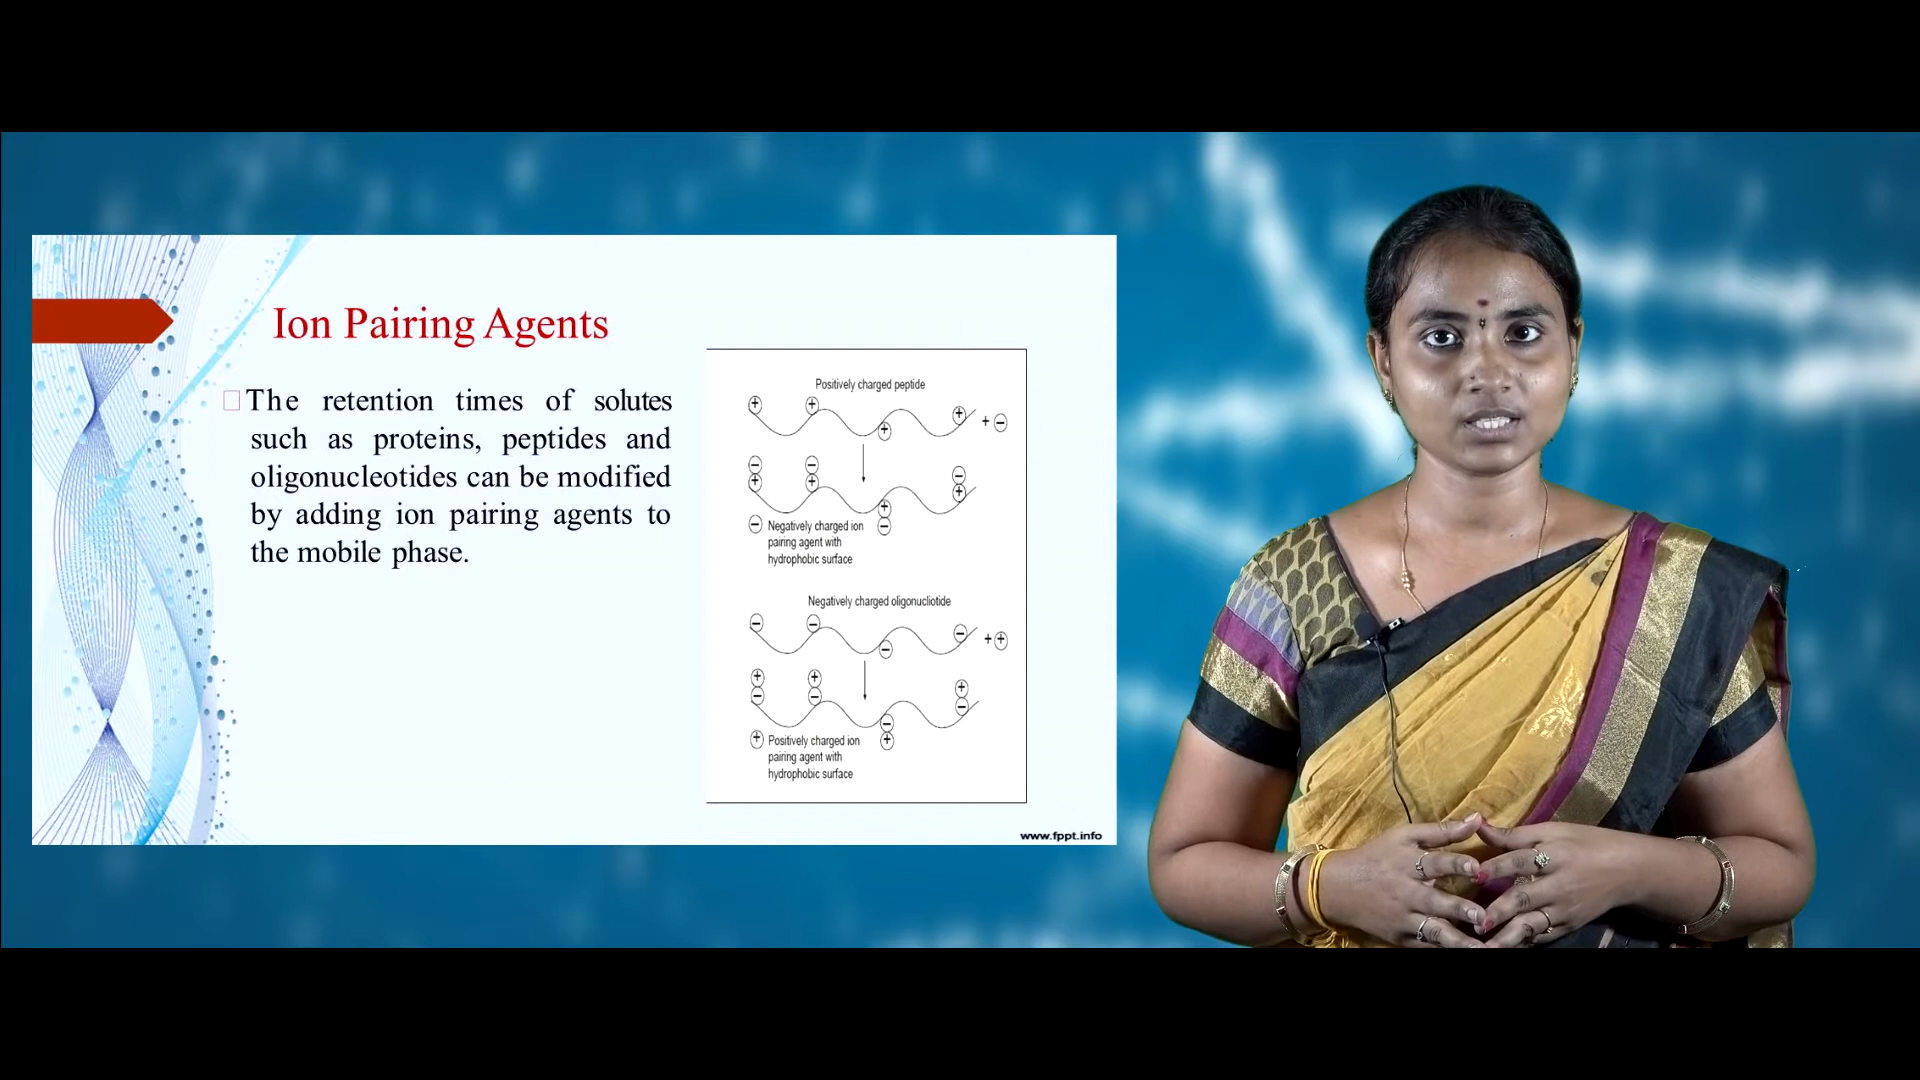 Ion Pairing Agents
The retention times of solutes
such as proteins, peptides and
oligonucleotides can be modified
by adding ion pairing agents to
the mobile phase.
Positively charged peptide
+ + + + + −
− − −
+ + + +
− Negatively charged ion −
pairing agent with
hydrophobic surface
Negatively charged oligonucliotide
− − − − + +
+ + +
− − − −
+ Positively charged ion +
pairing agent with
hydrophobic surface
www.fppt.info